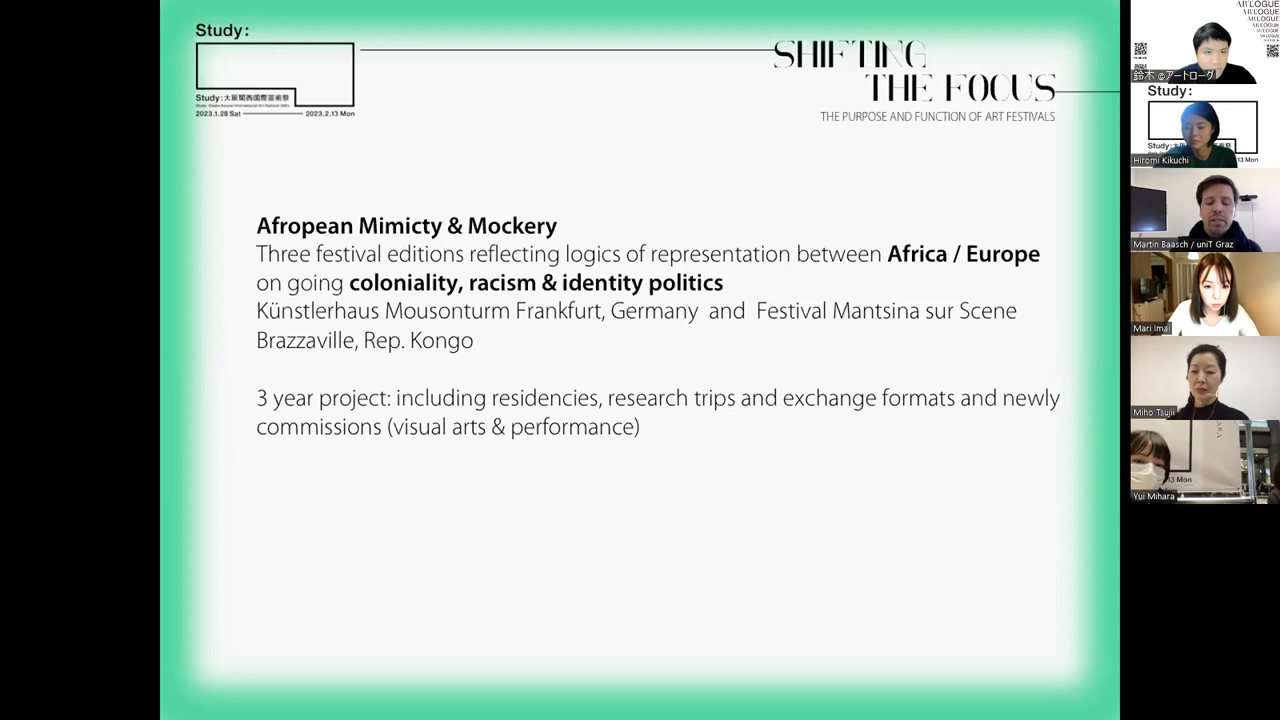 Study:
Study:大阪関西国際芸術祭
2023.1.28 Sat 2023.2.13 Mon
SHIFTING
THE FOCUS
THE PURPOSE AND FUNCTION OF ART FESTIVALS
Afropean Mimicty & Mockery
Three festival editions reflecting logics of representation between Africa / Europe
on going coloniality, racism & identity politics
Künstlerhaus Mousonturm Frankfurt, Germany and Festival Mantsina sur Scene
Brazzaville, Rep. Kongo
3 year project: including residencies, research trips and exchange formats and newly
commissions (visual arts & performance)
鈴木 @アートローグ
Study:
13 Mon
Hiromi Kikuchi
Martin Baasch / uniT Graz
Mari Imai
Miho Tsujii
13 Mon
Yui Mihara